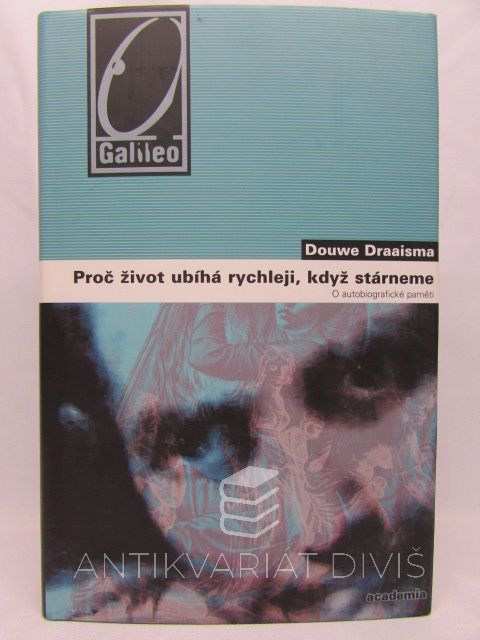 Galileo
Douwe Draaisma
Proč život ubíhá rychleji, když stárneme
O autobiografické paměti
ANTIKVARIÁT DIVIŠ
academia